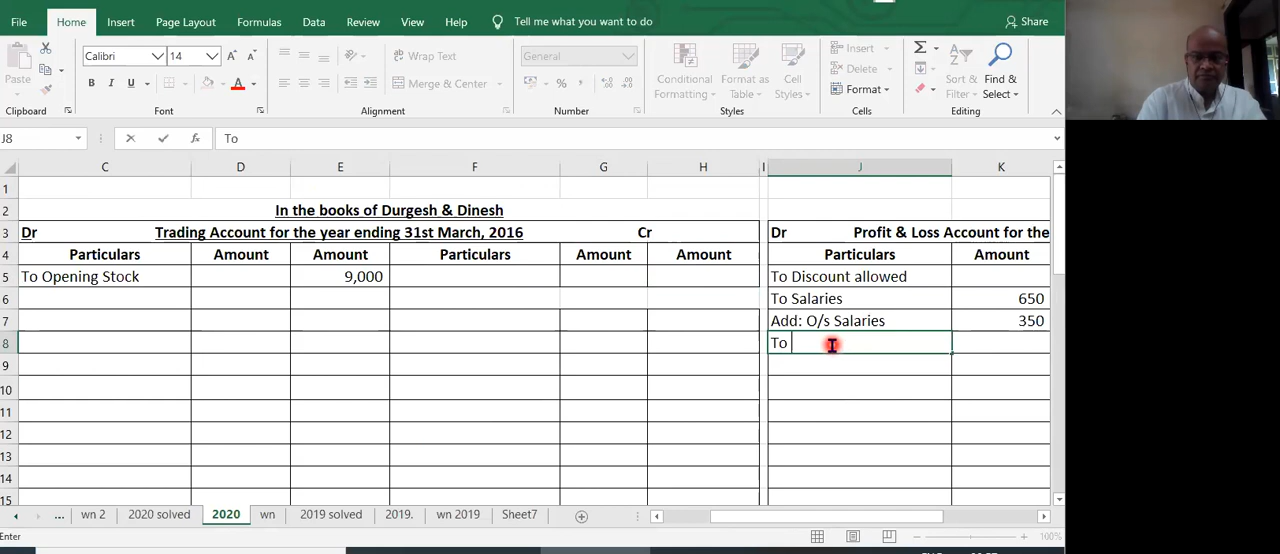 File Home Insert Page Layout Formulas Data Review View Help Tell me what you want to do Share
Calibri 14 Wrap Text General Insert
Paste Conditional Format as Cell Delete Sort & Find &
B I U A Merge & Center % Formatting Table Styles Format Filter Select
Clipboard Font Alignment Number Styles Cells Editing
J8 fx To
C D E F G H I J K
1
2 In the books of Durgesh & Dinesh
3 Dr Trading Account for the year ending 31st March, 2016 Cr Dr Profit & Loss Account for the
4 Particulars Amount Amount Particulars Amount Amount Particulars Amount
5 To Opening Stock 9,000 To Discount allowed
6 To Salaries 650
7 Add: O/s Salaries 350
8 To
9
10
11
12
13
14
15
... wn 2 2020 solved 2020 wn 2019 solved 2019. wn 2019 Sheet7
Enter 100%